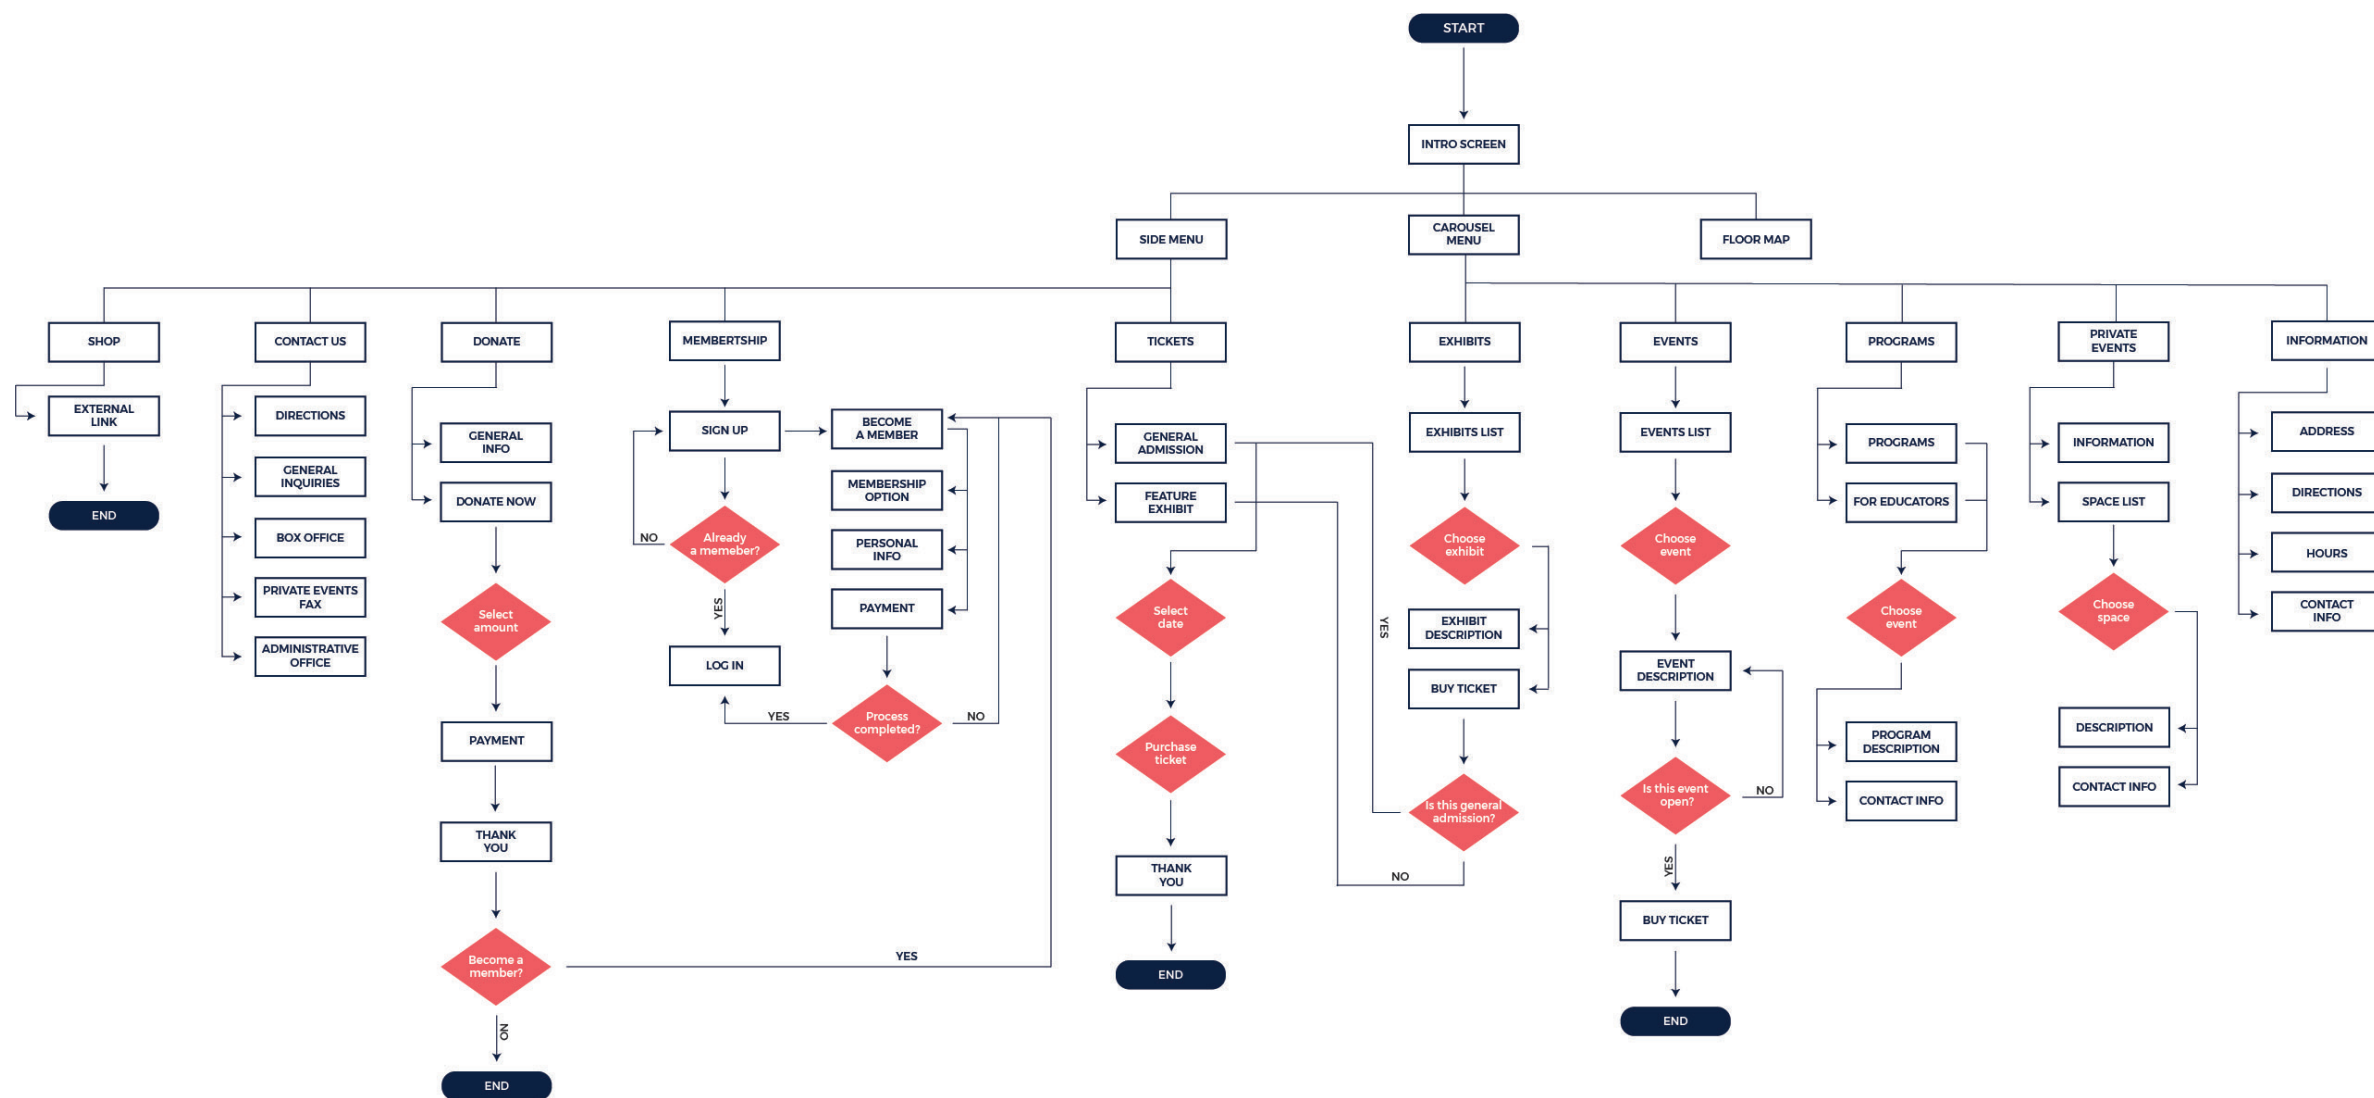 START
INTRO SCREEN
SIDE MENU
CAROUSEL
MENU
FLOOR MAP
SHOP
CONTACT US
DONATE
MEMBERTSHIP
TICKETS
EXHIBITS
EVENTS
PROGRAMS
PRIVATE
EVENTS
INFORMATION
EXTERNAL
LINK
END
DIRECTIONS
GENERAL
INQUIRIES
BOX OFFICE
PRIVATE EVENTS
FAX
ADMINISTRATIVE
OFFICE
GENERAL
INFO
DONATE NOW
Select
amount
PAYMENT
THANK
YOU
Become a
member?
YES
NO
END
SIGN UP
Already
a memeber?
NO
YES
LOG IN
BECOME
A MEMBER
MEMBERSHIP
OPTION
PERSONAL
INFO
PAYMENT
Process
completed?
YES
NO
GENERAL
ADMISSION
FEATURE
EXHIBIT
Select
date
Purchase
ticket
THANK
YOU
END
EXHIBITS LIST
Choose
exhibit
EXHIBIT
DESCRIPTION
BUY TICKET
Is this general
admission?
YES
NO
EVENTS LIST
Choose
event
EVENT
DESCRIPTION
Is this event
open?
NO
YES
BUY TICKET
END
PROGRAMS
FOR EDUCATORS
Choose
event
PROGRAM
DESCRIPTION
CONTACT INFO
INFORMATION
SPACE LIST
Choose
space
DESCRIPTION
CONTACT INFO
ADDRESS
DIRECTIONS
HOURS
CONTACT
INFO